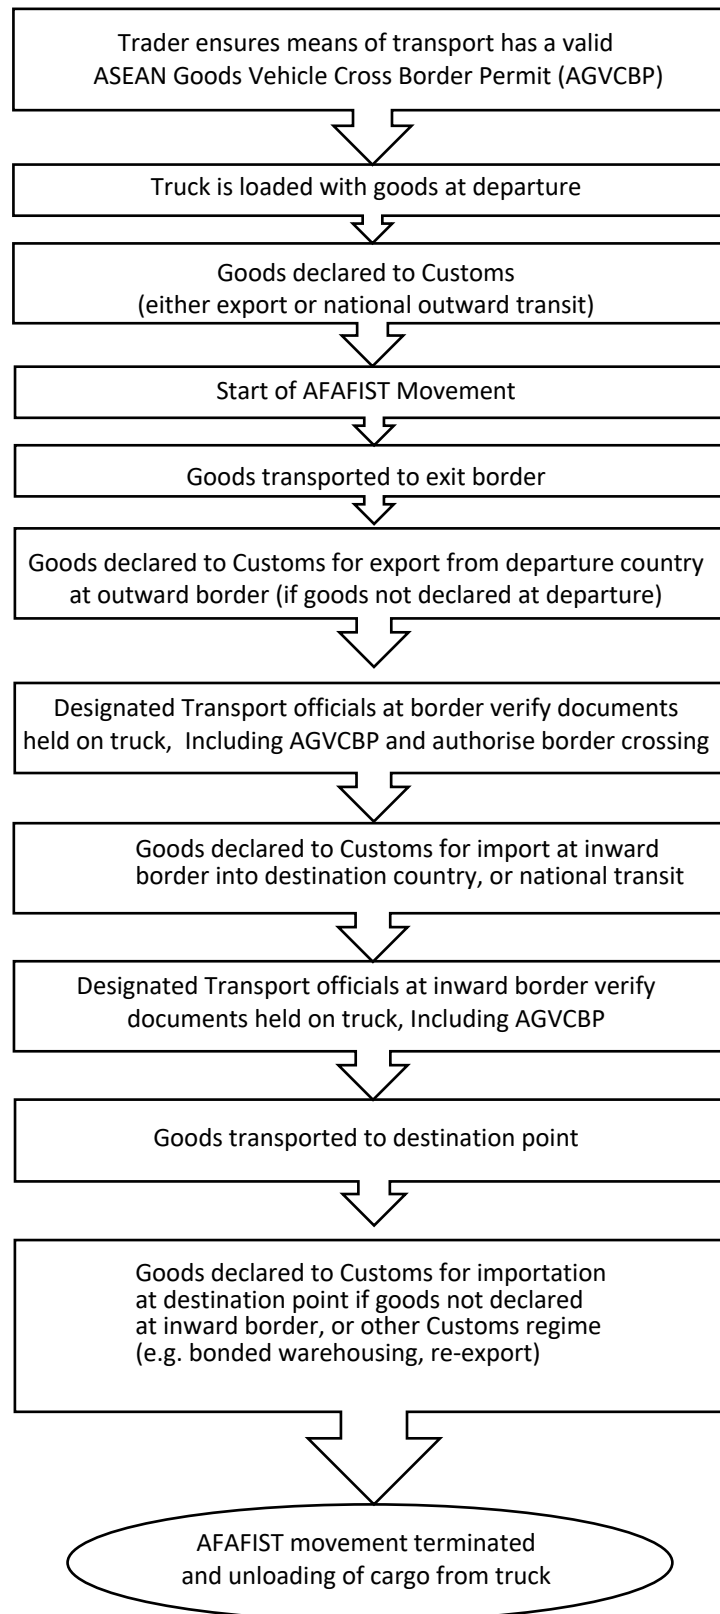 Trader ensures means of transport has a valid
ASEAN Goods Vehicle Cross Border Permit (AGVCBP)
Truck is loaded with goods at departure
Goods declared to Customs
(either export or national outward transit)
Start of AFAFIST Movement
Goods transported to exit border
Goods declared to Customs for export from departure country
at outward border (if goods not declared at departure)
Designated Transport officials at border verify documents
held on truck, Including AGVCBP and authorise border crossing
Goods declared to Customs for import at inward
border into destination country, or national transit
Designated Transport officials at inward border verify
documents held on truck, Including AGVCBP
Goods transported to destination point
Goods declared to Customs for importation
at destination point if goods not declared
at inward border, or other Customs regime
(e.g. bonded warehousing, re-export)
AFAFIST movement terminated
and unloading of cargo from truck